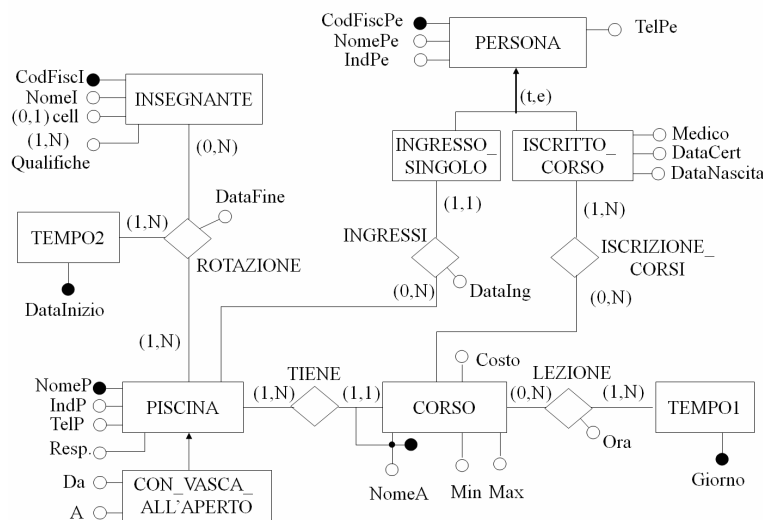 CodFiscPe
NomePe
IndPe
PERSONA
TelPe
CodFiscI
NomeI
(0,1) cell
(1,N)
Qualifiche
INSEGNANTE
(0,N)
(t,e)
INGRESSO_
SINGOLO
ISCRITTO_
CORSO
Medico
DataCert
DataNascita
(1,1)
(1,N)
DataFine
(1,N)
TEMPO2
ROTAZIONE
DataInizio
INGRESSI
(0,N)
DataIng
ISCRIZIONE_
CORSI
(0,N)
(1,N)
NomeP
IndP
TelP
Resp.
PISCINA
(1,N)
TIENE
(1,1)
CORSO
Costo
(0,N)
LEZIONE
(1,N)
TEMPO1
Ora
Giorno
NomeA
Min
Max
Da
A
CON_VASCA_
ALL'APERTO